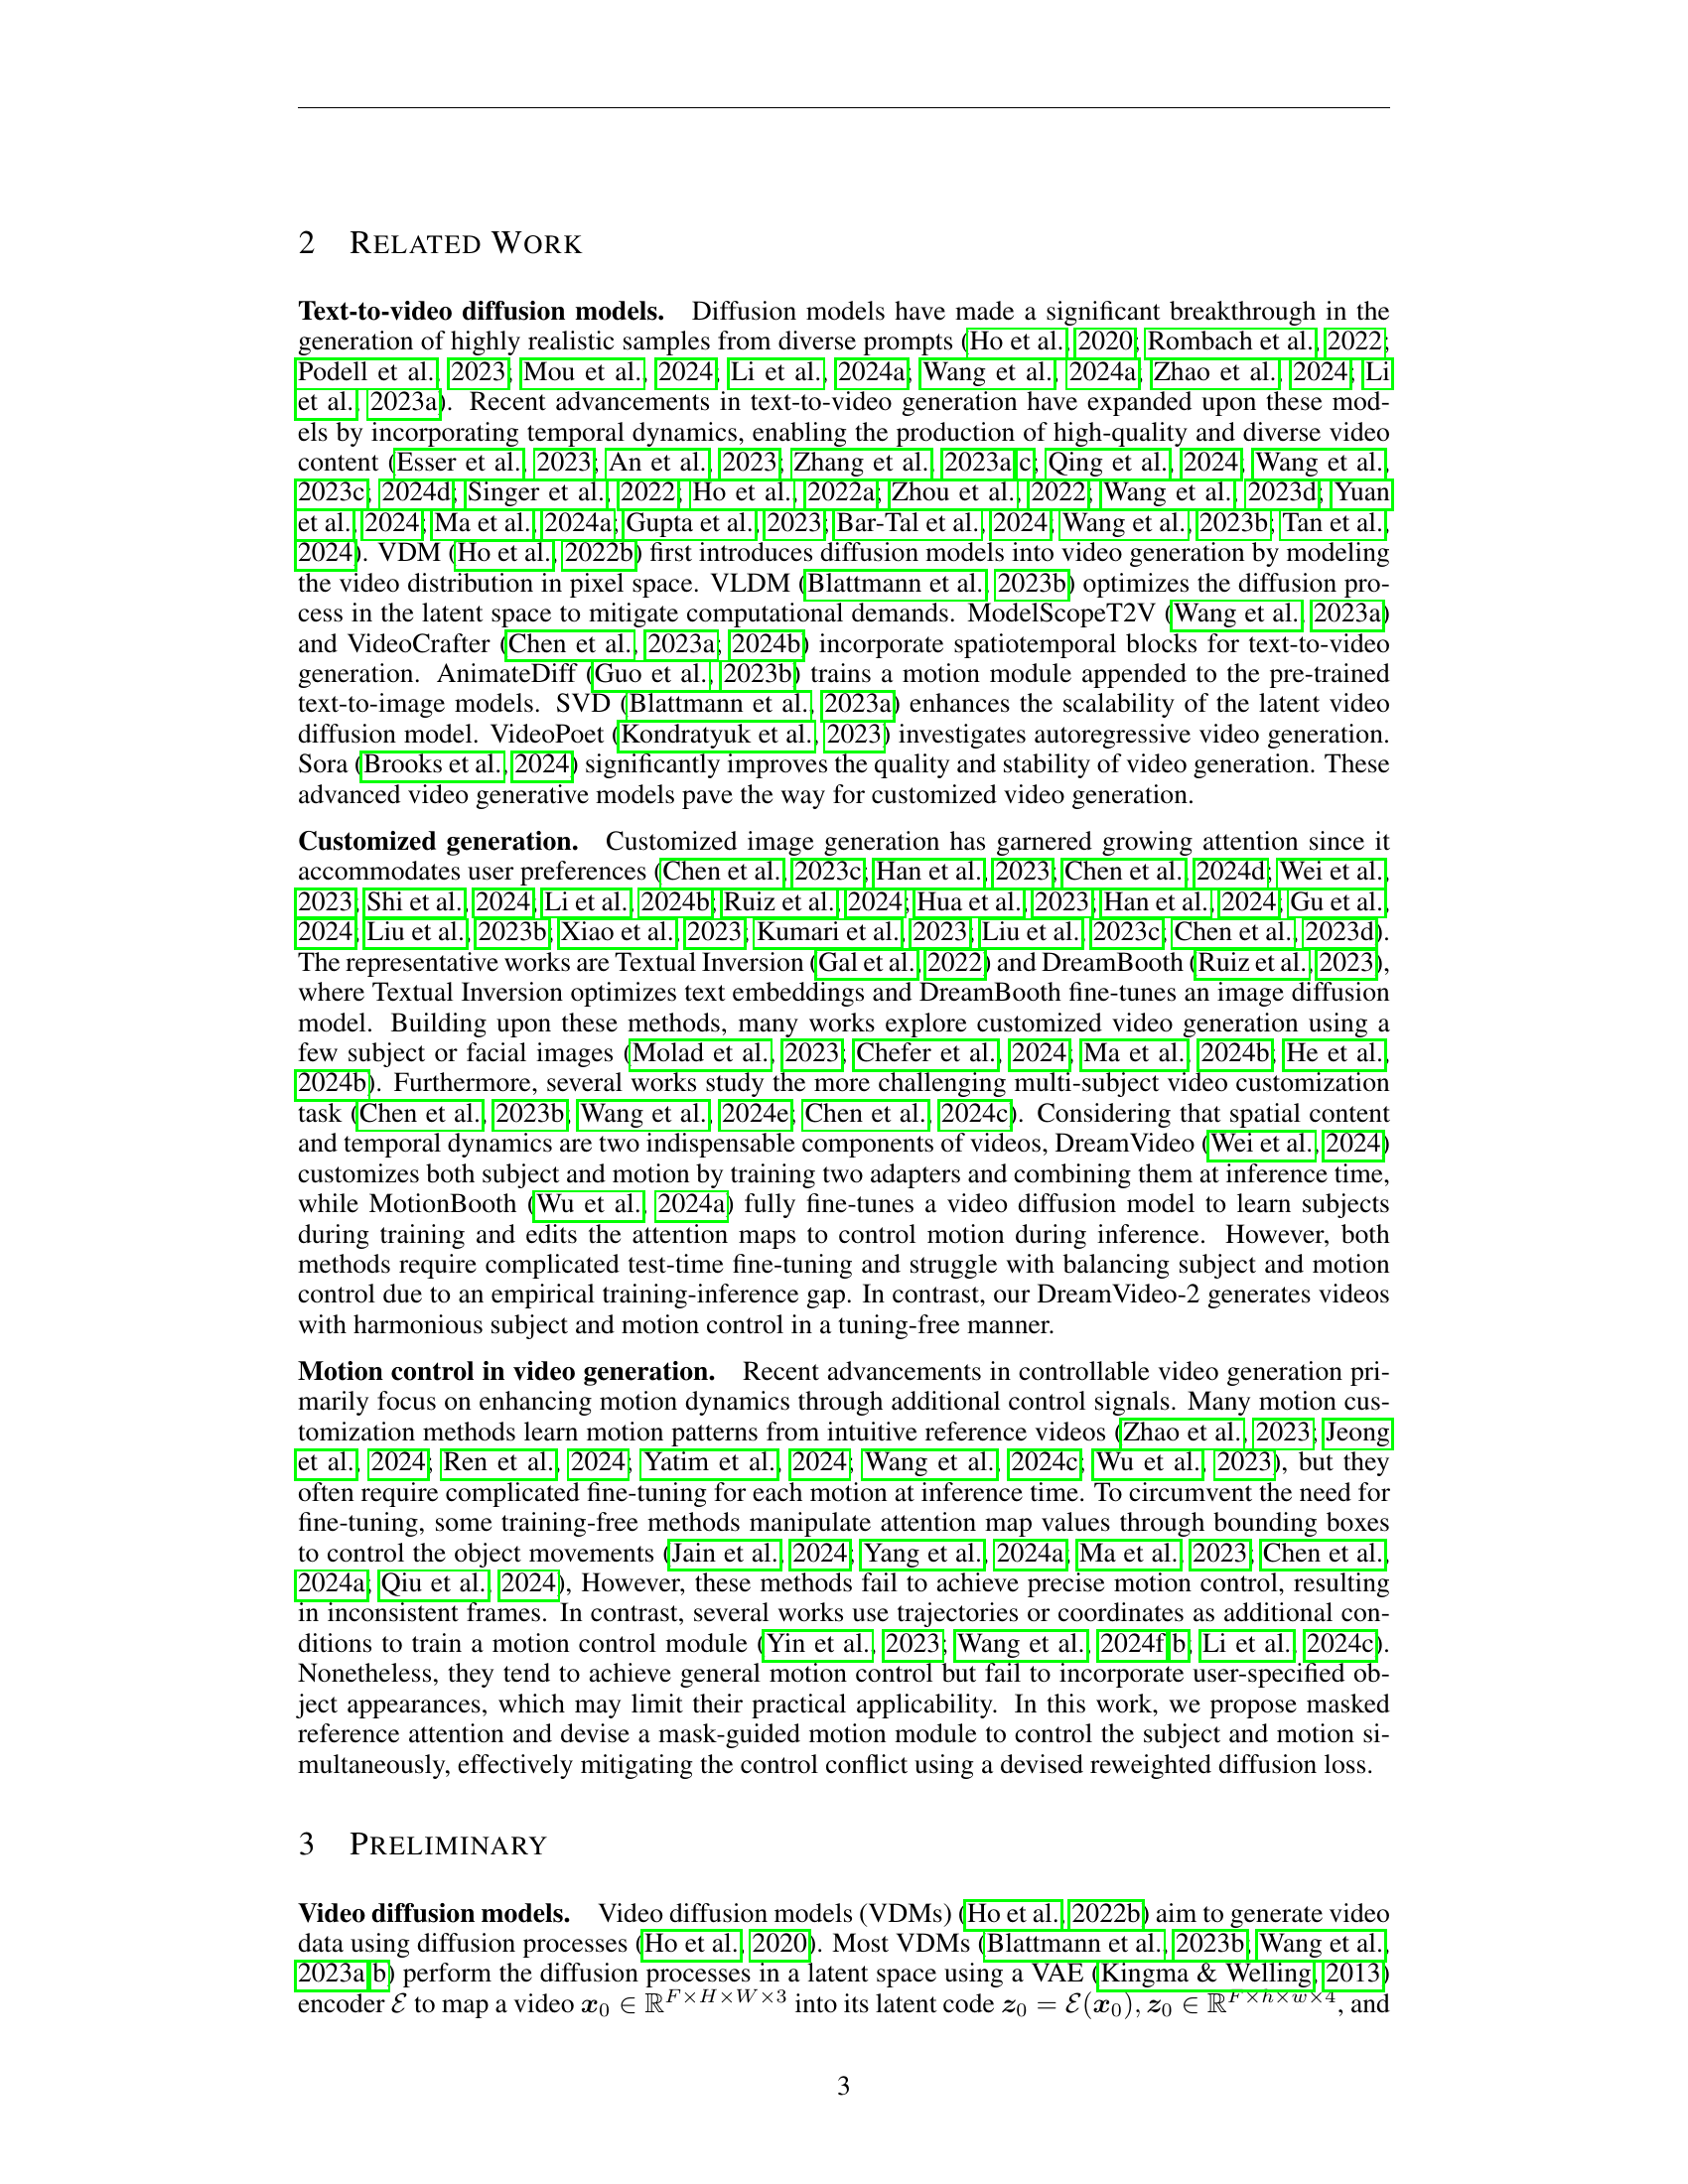 2 RELATED WORK
Text-to-video diffusion models. Diffusion models have made a significant breakthrough in the
generation of highly realistic samples from diverse prompts (Ho et al., 2020; Rombach et al., 2022;
Podell et al., 2023; Mou et al., 2024; Li et al., 2024a; Wang et al., 2024a; Zhao et al., 2024; Li
et al., 2023a). Recent advancements in text-to-video generation have expanded upon these mod-
els by incorporating temporal dynamics, enabling the production of high-quality and diverse video
content (Esser et al., 2023; An et al., 2023; Zhang et al., 2023a;c; Qing et al., 2024; Wang et al.,
2023c; 2024d; Singer et al., 2022; Ho et al., 2022a; Zhou et al., 2022; Wang et al., 2023d; Yuan
et al., 2024; Ma et al., 2024a; Gupta et al., 2023; Bar-Tal et al., 2024; Wang et al., 2023b; Tan et al.,
2024). VDM (Ho et al., 2022b) first introduces diffusion models into video generation by modeling
the video distribution in pixel space. VLDM (Blattmann et al., 2023b) optimizes the diffusion pro-
cess in the latent space to mitigate computational demands. ModelScopeT2V (Wang et al., 2023a)
and VideoCrafter (Chen et al., 2023a; 2024b) incorporate spatiotemporal blocks for text-to-video
generation. AnimateDiff (Guo et al., 2023b) trains a motion module appended to the pre-trained
text-to-image models. SVD (Blattmann et al., 2023a) enhances the scalability of the latent video
diffusion model. VideoPoet (Kondratyuk et al., 2023) investigates autoregressive video generation.
Sora (Brooks et al., 2024) significantly improves the quality and stability of video generation. These
advanced video generative models pave the way for customized video generation.
Customized generation. Customized image generation has garnered growing attention since it
accommodates user preferences (Chen et al., 2023c; Han et al., 2023; Chen et al., 2024d; Wei et al.,
2023; Shi et al., 2024; Li et al., 2024b; Ruiz et al., 2024; Hua et al., 2023; Han et al., 2024; Gu et al.,
2024; Liu et al., 2023b; Xiao et al., 2023; Kumari et al., 2023; Liu et al., 2023c; Chen et al., 2023d).
The representative works are Textual Inversion (Gal et al., 2022) and DreamBooth (Ruiz et al., 2023),
where Textual Inversion optimizes text embeddings and DreamBooth fine-tunes an image diffusion
model. Building upon these methods, many works explore customized video generation using a
few subject or facial images (Molad et al., 2023; Chefer et al., 2024; Ma et al., 2024b; He et al.,
2024b). Furthermore, several works study the more challenging multi-subject video customization
task (Chen et al., 2023b; Wang et al., 2024e; Chen et al., 2024c). Considering that spatial content
and temporal dynamics are two indispensable components of videos, DreamVideo (Wei et al., 2024)
customizes both subject and motion by training two adapters and combining them at inference time,
while MotionBooth (Wu et al., 2024a) fully fine-tunes a video diffusion model to learn subjects
during training and edits the attention maps to control motion during inference. However, both
methods require complicated test-time fine-tuning and struggle with balancing subject and motion
control due to an empirical training-inference gap. In contrast, our DreamVideo-2 generates videos
with harmonious subject and motion control in a tuning-free manner.
Motion control in video generation. Recent advancements in controllable video generation pri-
marily focus on enhancing motion dynamics through additional control signals. Many motion cus-
tomization methods learn motion patterns from intuitive reference videos (Zhao et al., 2023; Jeong
et al., 2024; Ren et al., 2024; Yatim et al., 2024; Wang et al., 2024c; Wu et al., 2023), but they
often require complicated fine-tuning for each motion at inference time. To circumvent the need for
fine-tuning, some training-free methods manipulate attention map values through bounding boxes
to control the object movements (Jain et al., 2024; Yang et al., 2024a; Ma et al., 2023; Chen et al.,
2024a; Qiu et al., 2024), However, these methods fail to achieve precise motion control, resulting
in inconsistent frames. In contrast, several works use trajectories or coordinates as additional con-
ditions to train a motion control module (Yin et al., 2023; Wang et al., 2024f;b; Li et al., 2024c).
Nonetheless, they tend to achieve general motion control but fail to incorporate user-specified ob-
ject appearances, which may limit their practical applicability. In this work, we propose masked
reference attention and devise a mask-guided motion module to control the subject and motion si-
multaneously, effectively mitigating the control conflict using a devised reweighted diffusion loss.
3 PRELIMINARY
Video diffusion models. Video diffusion models (VDMs) (Ho et al., 2022b) aim to generate video
data using diffusion processes (Ho et al., 2020). Most VDMs (Blattmann et al., 2023b; Wang et al.,
2023a;b) perform the diffusion processes in a latent space using a VAE (Kingma & Welling, 2013)
encoder ℰ to map a video 𝒙₀ ∈ ℝ^{F×H×W×3} into its latent code 𝒛₀ = ℰ(𝒙₀), 𝒛₀ ∈ ℝ^{F×h×w×4}, and
3